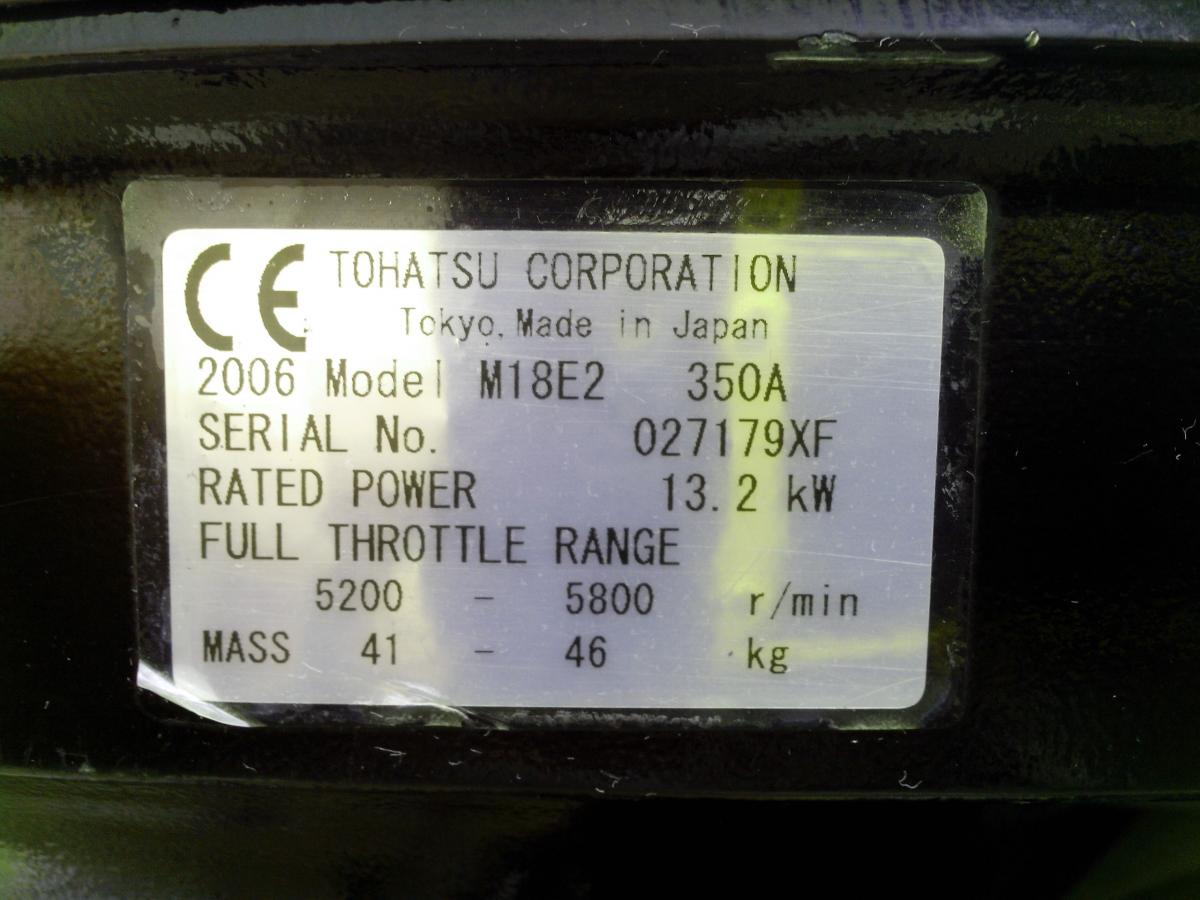 CE TOHATSU CORPORATION
Tokyo, Made in Japan
2006 Model M18E2 350A
SERIAL No. 027179XF
RATED POWER 13.2 kW
FULL THROTTLE RANGE
5200 - 5800 r/min
MASS 41 - 46 kg